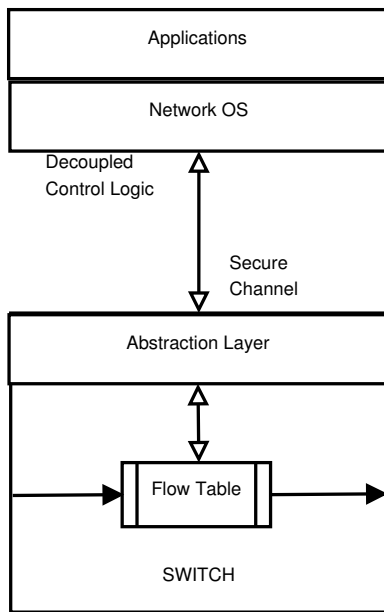 Applications
Network OS
Decoupled
Control Logic
Secure
Channel
Abstraction Layer
Flow Table
SWITCH